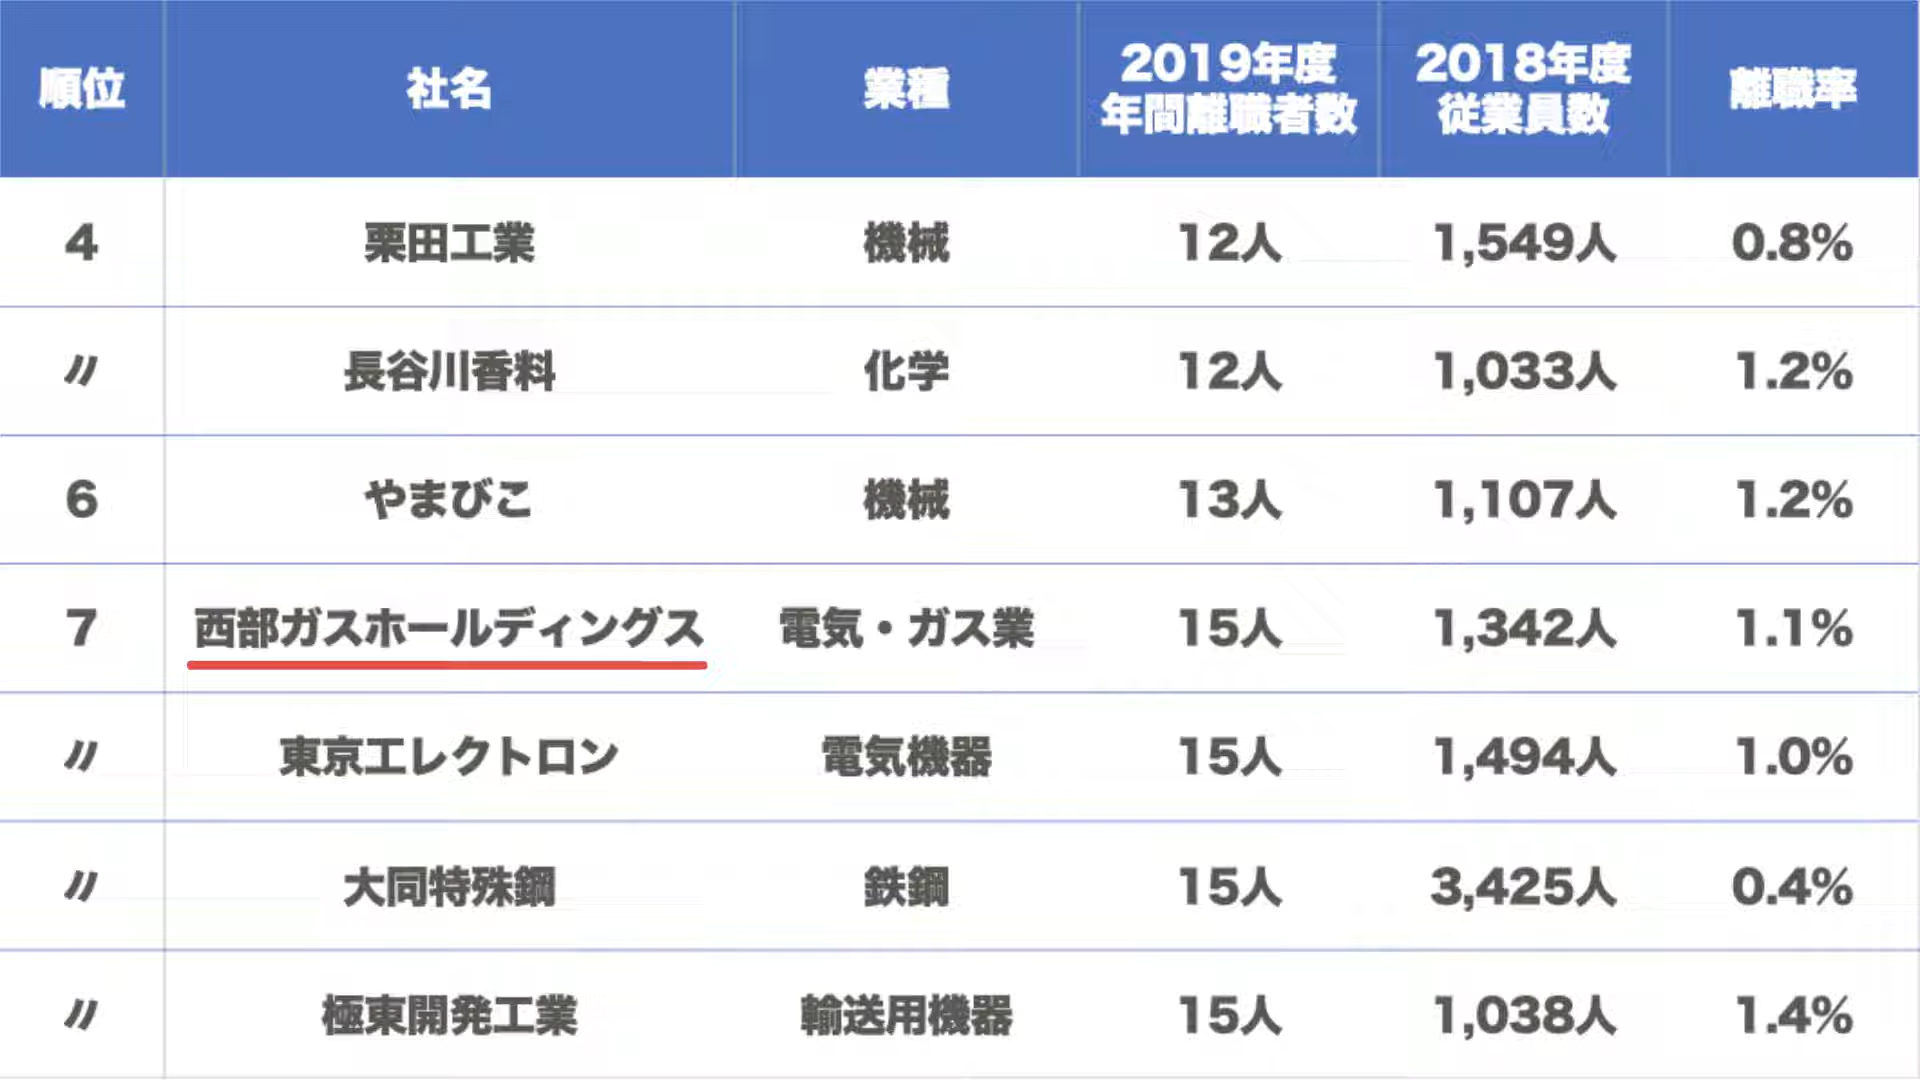 順位 社名 業種 2019年度 年間離職者数 2018年度 従業員数 離職率
4 栗田工業 機械 12人 1,549人 0.8%
〃 長谷川香料 化学 12人 1,033人 1.2%
6 やまびこ 機械 13人 1,107人 1.2%
7 西部ガスホールディングス 電気・ガス業 15人 1,342人 1.1%
〃 東京エレクトロン 電気機器 15人 1,494人 1.0%
〃 大同特殊鋼 鉄鋼 15人 3,425人 0.4%
〃 極東開発工業 輸送用機器 15人 1,038人 1.4%